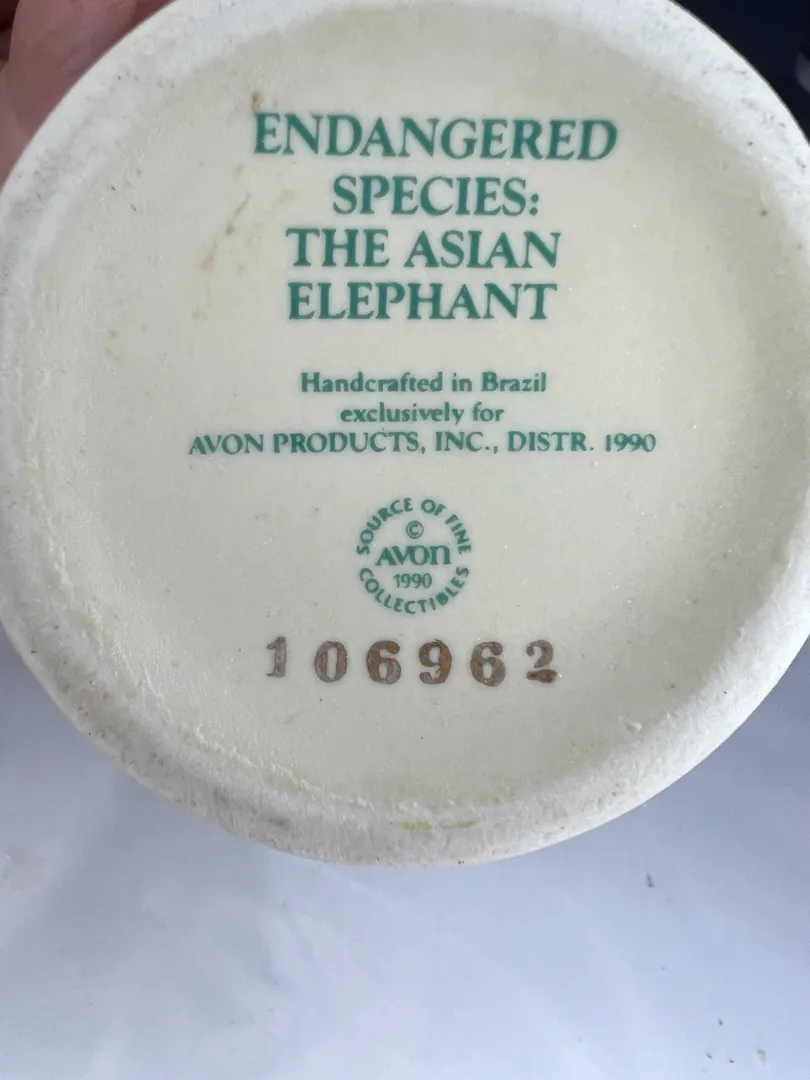 ENDANGERED
SPECIES:
THE ASIAN
ELEPHANT
Handcrafted in Brazil
exclusively for
AVON PRODUCTS, INC., DISTR. 1990
SOURCE OF FINE
©
AVON
1990
COLLECTIBLES
106962